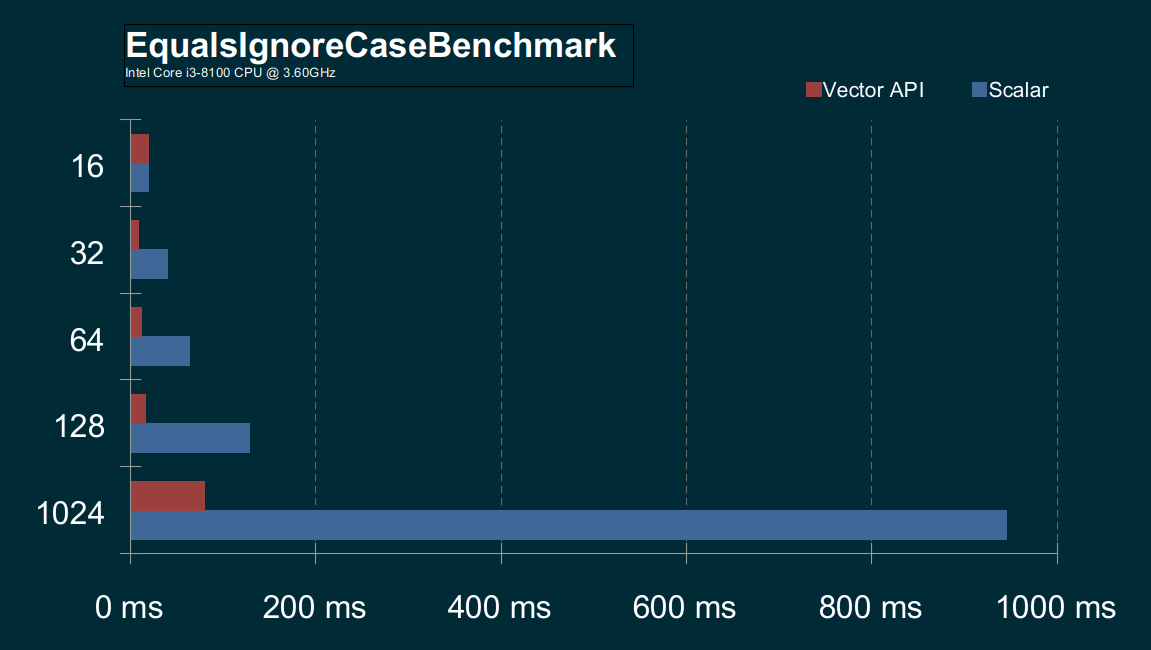 EqualsIgnoreCaseBenchmark
Intel Core i3-8100 CPU @ 3.60GHz
Vector API Scalar
16
32
64
128
1024
0 ms 200 ms 400 ms 600 ms 800 ms 1000 ms